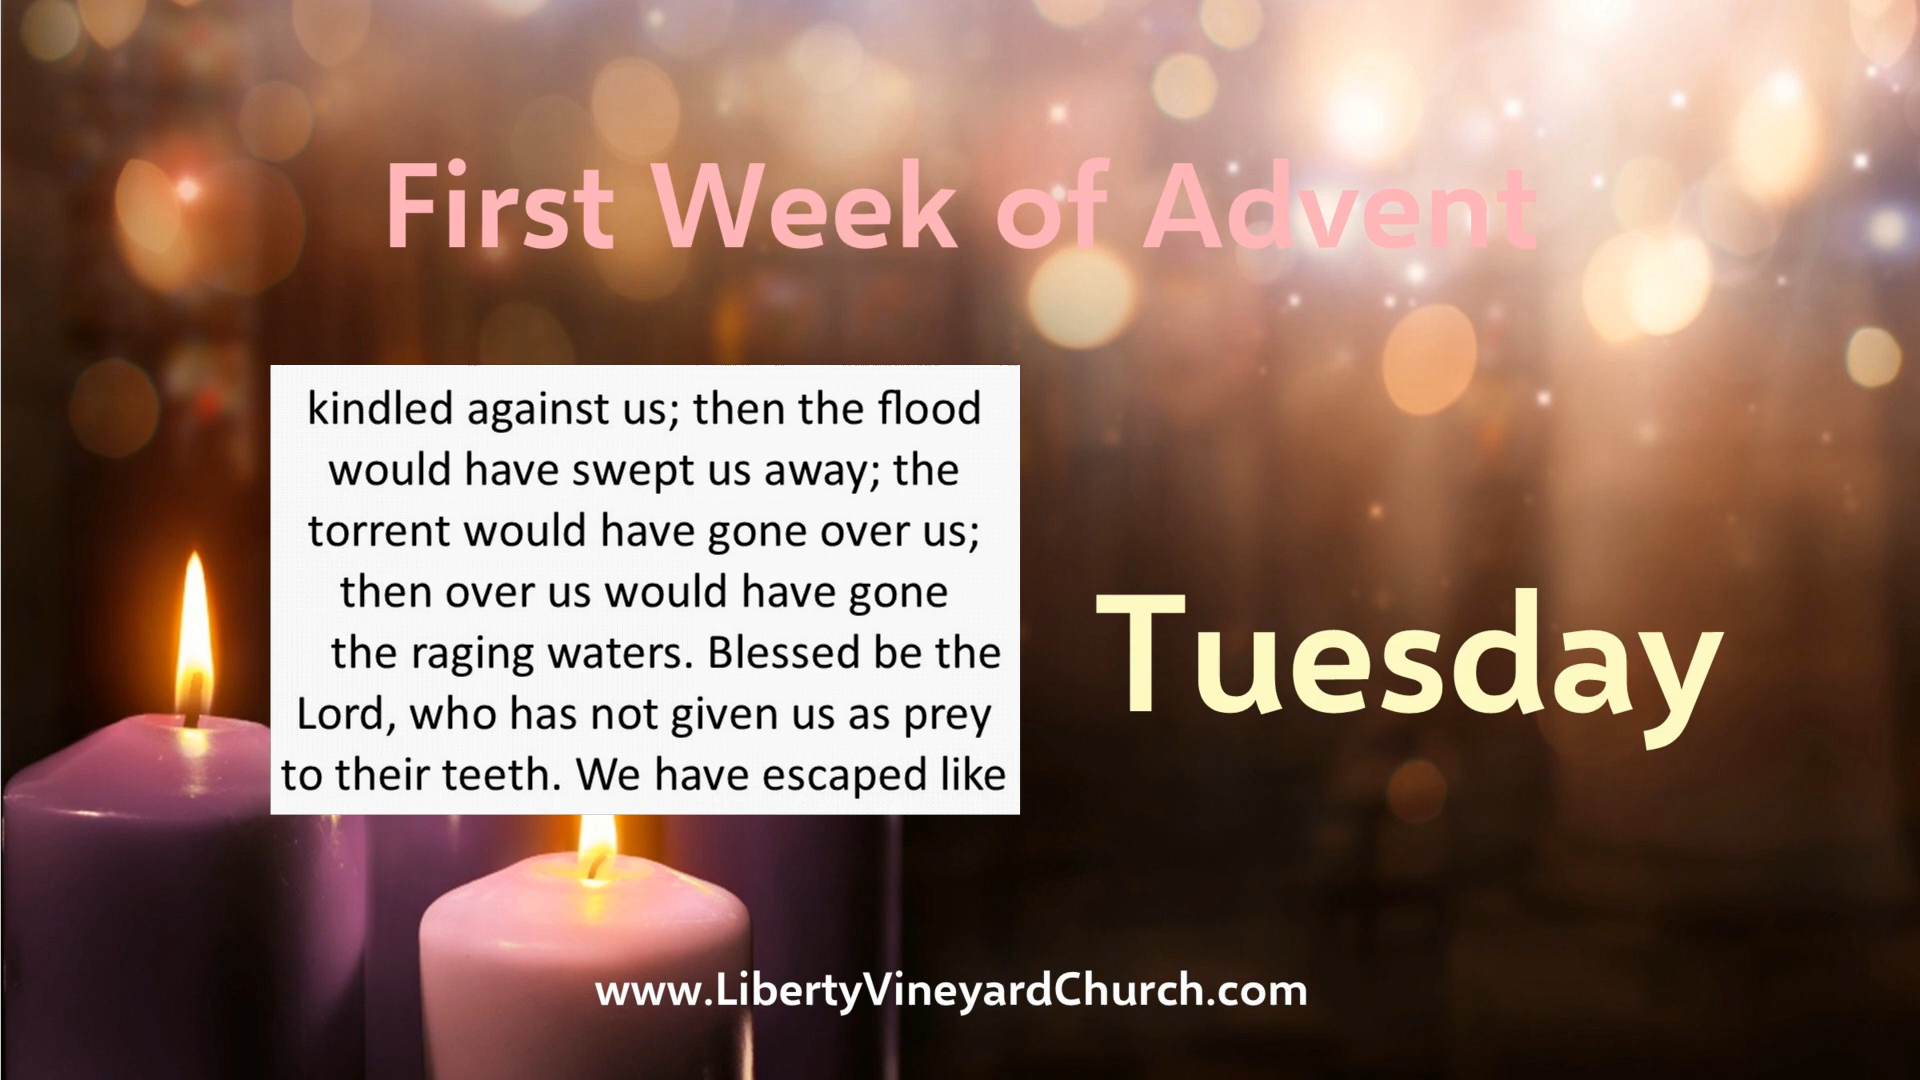 First Week of Advent
kindled against us; then the flood
would have swept us away; the
torrent would have gone over us;
then over us would have gone
the raging waters. Blessed be the
Lord, who has not given us as prey
to their teeth. We have escaped like
Tuesday
www.LibertyVineyardChurch.com